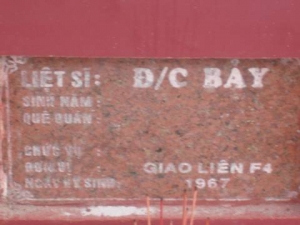 LIỆT SĨ: Đ/C BẢY
SINH NĂM:
QUÊ QUÁN:
CHỨC VỤ:
ĐƠN VỊ: GIAO LIÊN F4
NGÀY HY SINH: 1967